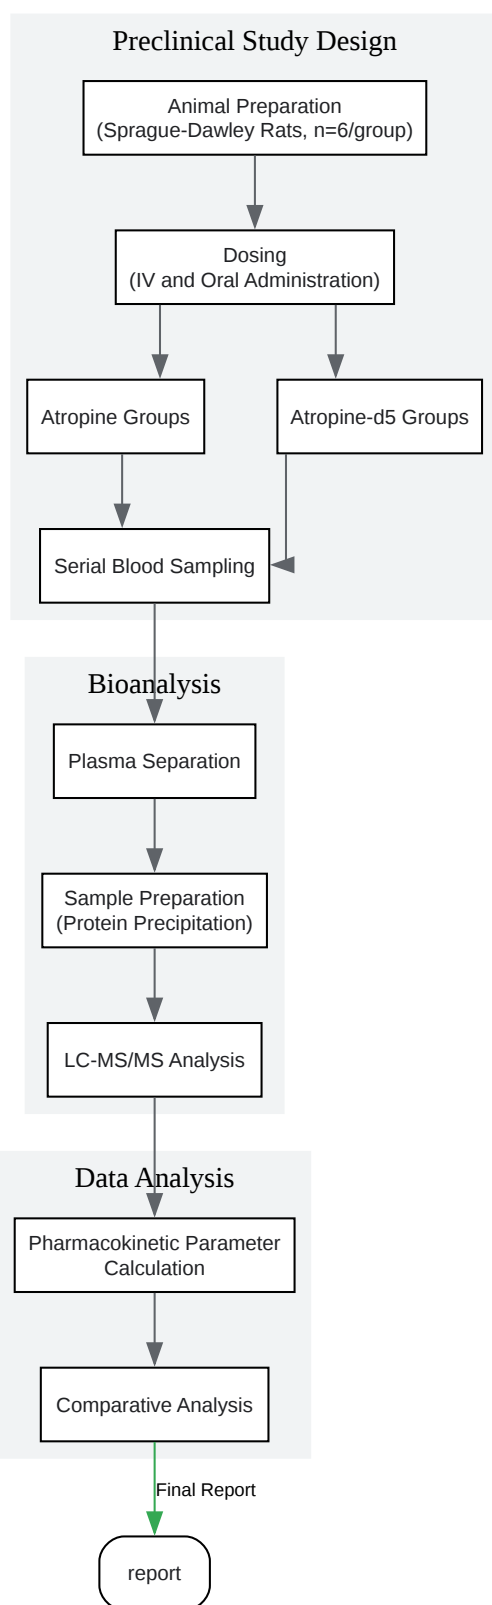 Preclinical Study Design
Animal Preparation
(Sprague-Dawley Rats, n=6/group)
Dosing
(IV and Oral Administration)
Atropine Groups
Atropine-d5 Groups
Serial Blood Sampling
Bioanalysis
Plasma Separation
Sample Preparation
(Protein Precipitation)
LC-MS/MS Analysis
Data Analysis
Pharmacokinetic Parameter
Calculation
Comparative Analysis
Final Report
report